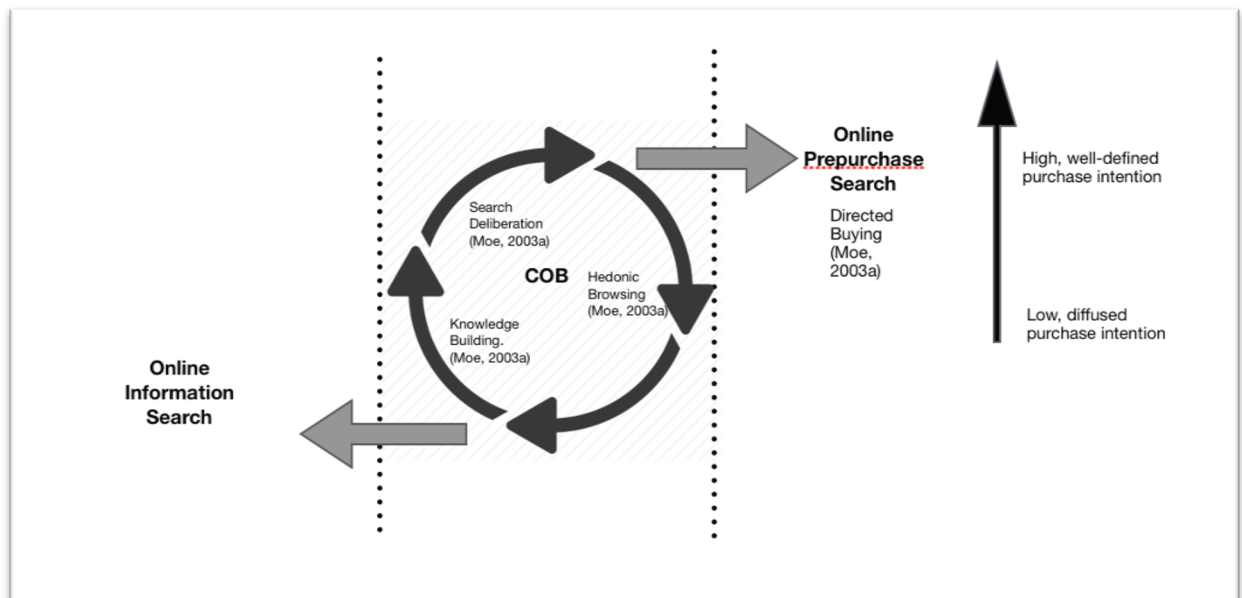 Online
Prepurchase
Search
Directed
Buying
(Moe,
2003a)
High, well-defined
purchase intention
Low, diffused
purchase intention
Search
Deliberation
(Moe, 2003a)
COB
Hedonic
Browsing
(Moe, 2003a)
Knowledge
Building.
(Moe, 2003a)
Online
Information
Search